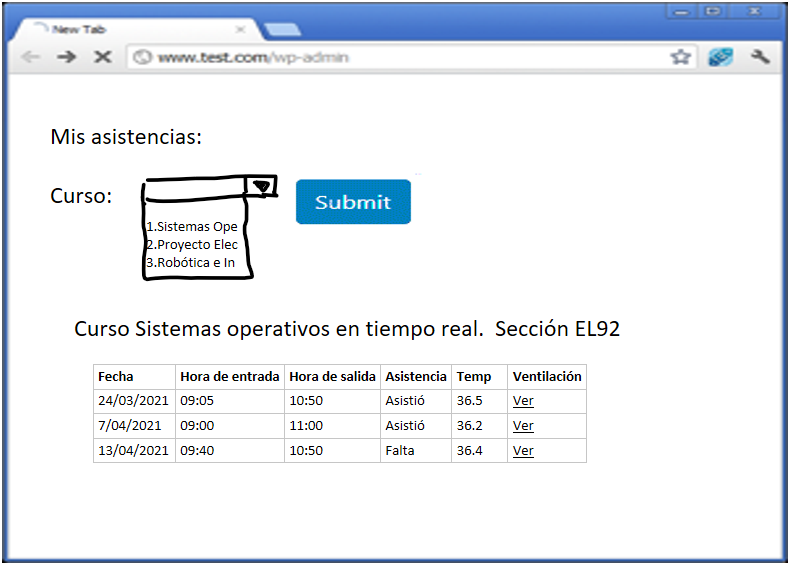 New Tab
www.test.com/wp-admin
Mis asistencias:
Curso:
Submit
1.Sistemas Ope
2.Proyecto Elec
3.Robótica e In
Curso Sistemas operativos en tiempo real. Sección EL92
Fecha Hora de entrada Hora de salida Asistencia Temp Ventilación
24/03/2021 09:05 10:50 Asistió 36.5 Ver
7/04/2021 09:00 11:00 Asistió 36.2 Ver
13/04/2021 09:40 10:50 Falta 36.4 Ver